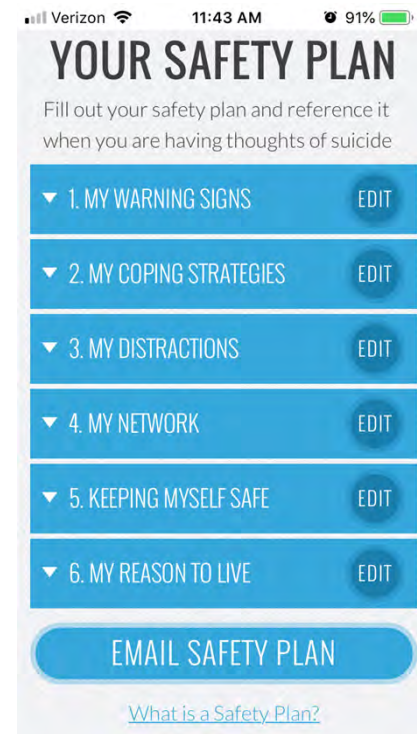 Verizon 11:43 AM 91%
YOUR SAFETY PLAN
Fill out your safety plan and reference it
when you are having thoughts of suicide
1. MY WARNING SIGNS EDIT
2. MY COPING STRATEGIES EDIT
3. MY DISTRACTIONS EDIT
4. MY NETWORK EDIT
5. KEEPING MYSELF SAFE EDIT
6. MY REASON TO LIVE EDIT
EMAIL SAFETY PLAN
What is a Safety Plan?